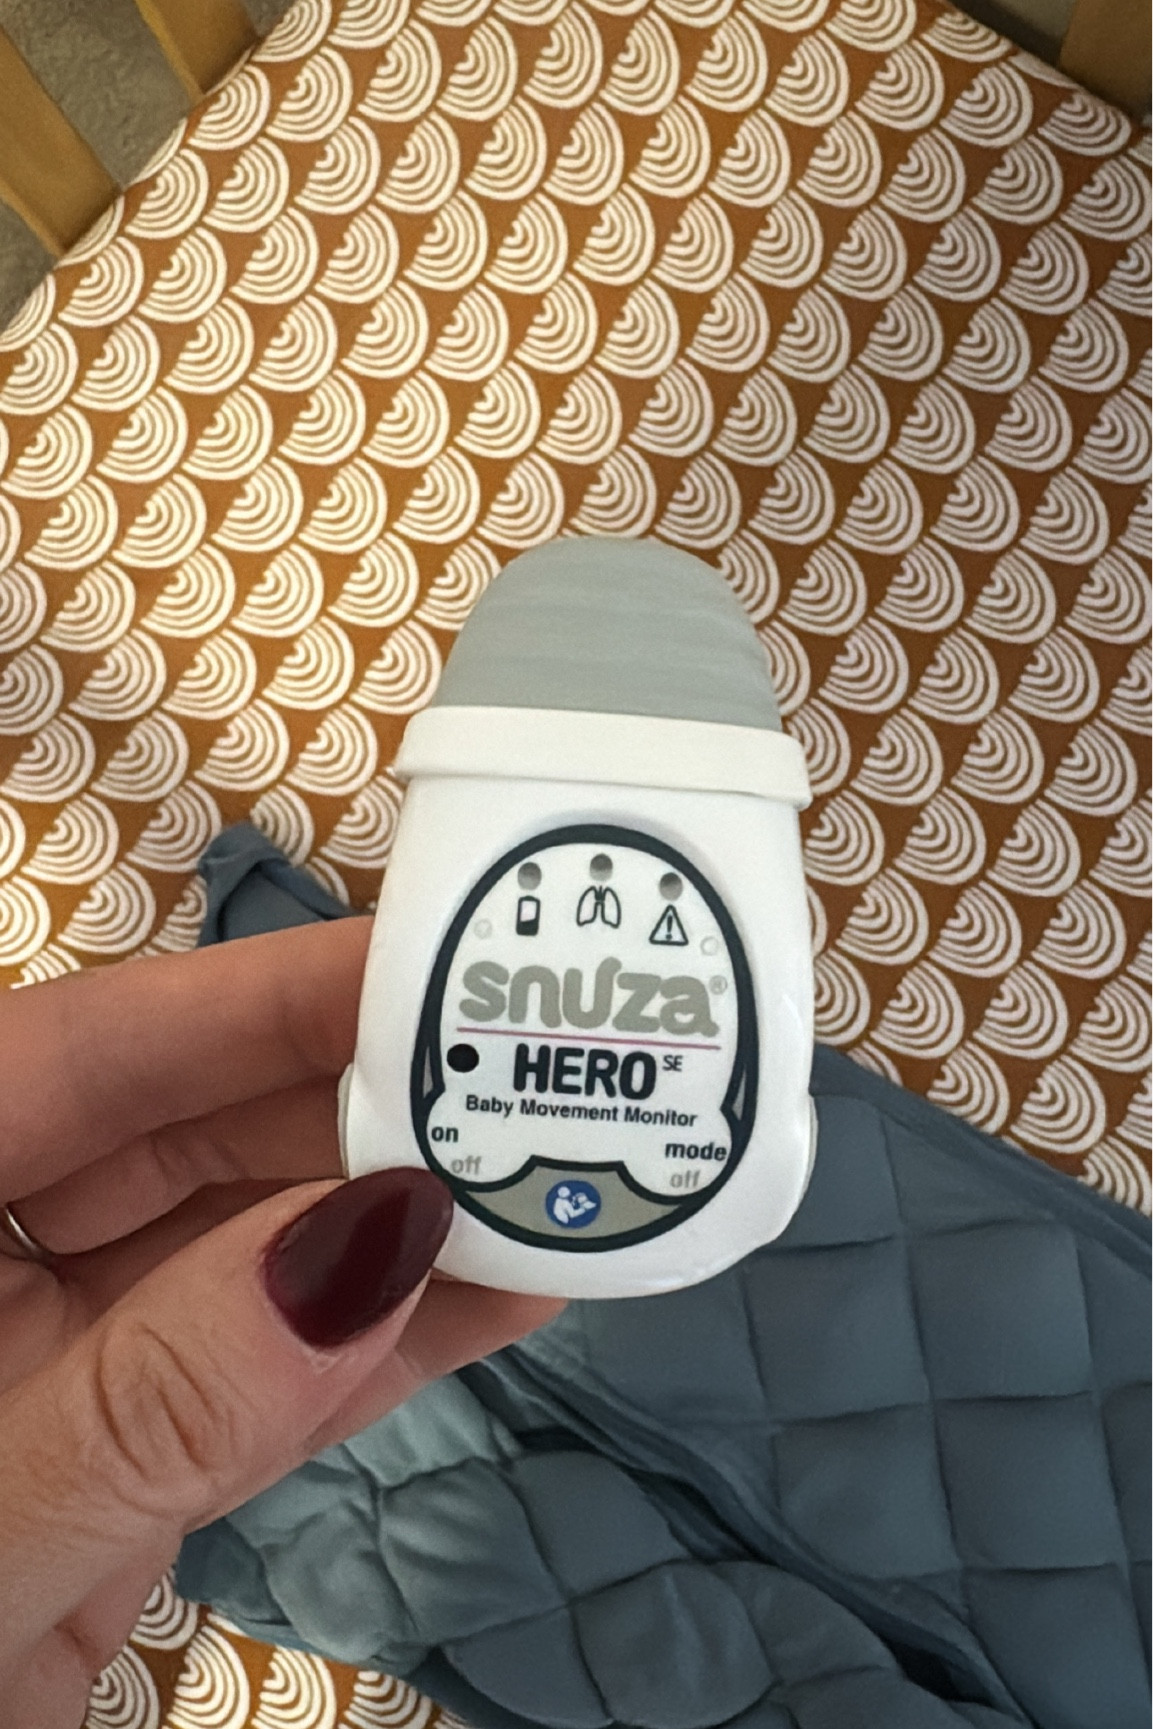 snuza®
HERO SE
Baby Movement Monitor
on
mode
off
off